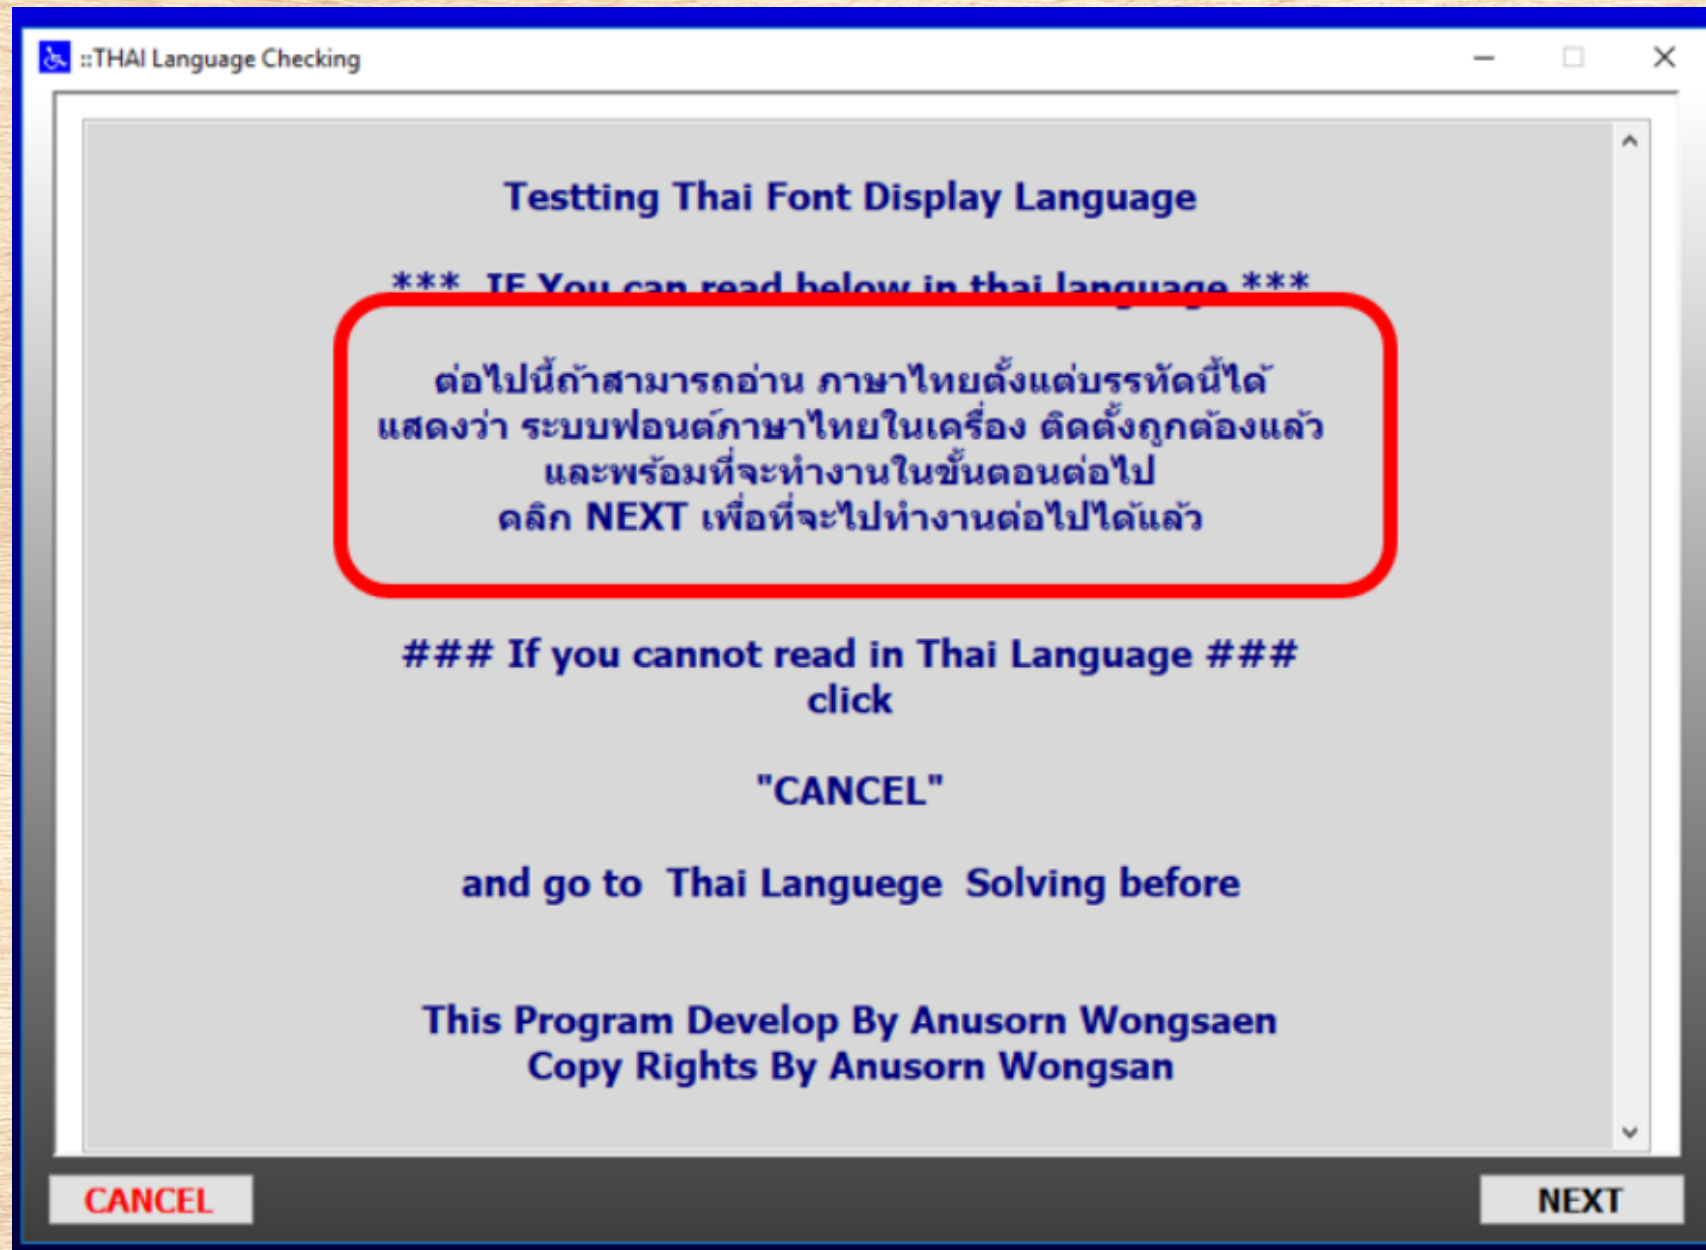 ::THAI Language Checking
Testting Thai Font Display Language
*** IF You can read below in thai language ***
ต่อไปนี้ถ้าสามารถอ่าน ภาษาไทยตั้งแต่บรรทัดนี้ได้
แสดงว่า ระบบฟอนต์ภาษาไทยในเครื่อง ติดตั้งถูกต้องแล้ว
และพร้อมที่จะทำงานในขั้นตอนต่อไป
คลิก NEXT เพื่อที่จะไปทำงานต่อไปได้แล้ว
### If you cannot read in Thai Language ###
click
"CANCEL"
and go to Thai Languege Solving before
This Program Develop By Anusorn Wongsaen
Copy Rights By Anusorn Wongsan
CANCEL
NEXT